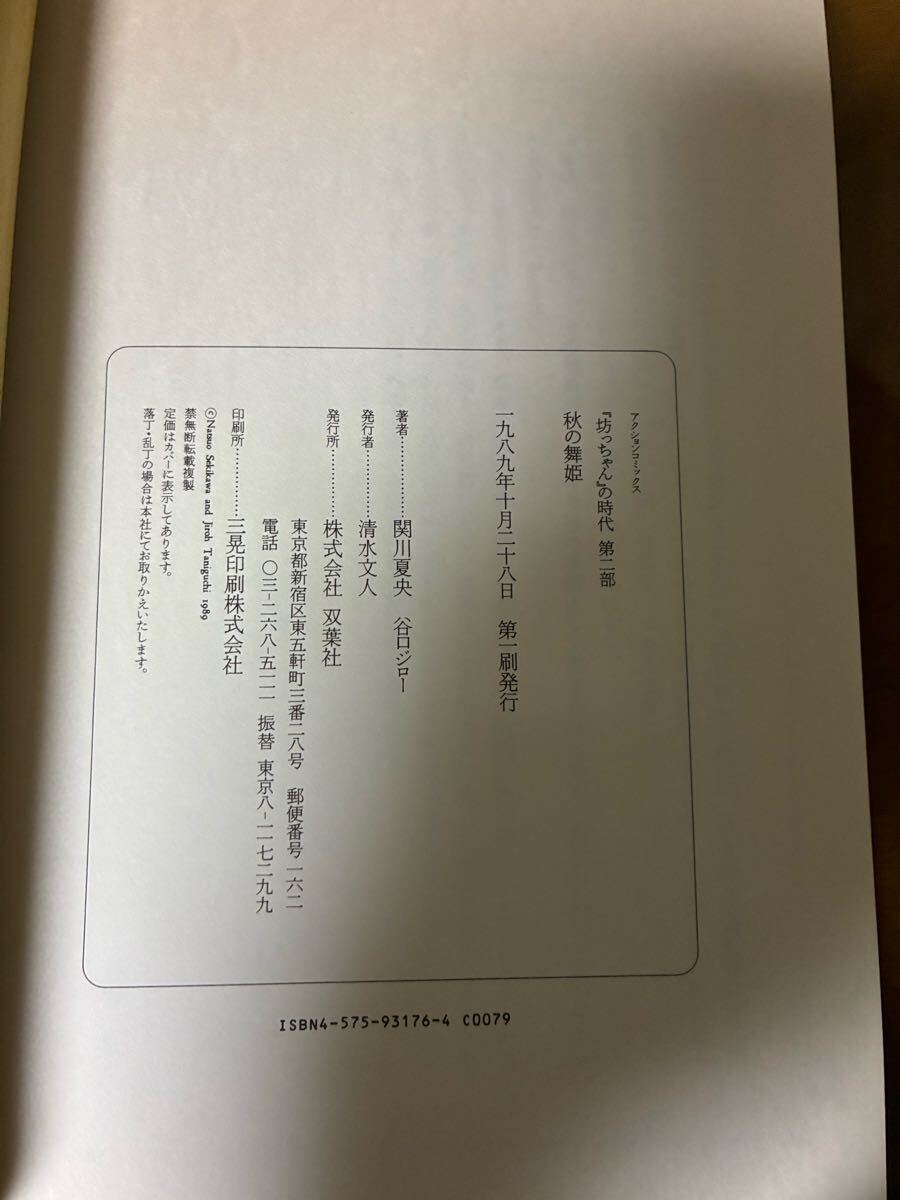 アクションコミックス
『坊っちゃん』の時代 第二部
秋の舞姫
一九八九年十月二十八日 第一刷発行
著者……………関川夏央 谷口ジロー
発行者…………清水文人
発行所…………株式会社 双葉社
東京都新宿区東五軒町三番二八号 郵便番号一六二
電話 〇三-二六八-五一一一 振替 東京八-一一七二九九
印刷所…………三晃印刷株式会社
©Natsuo Sekikawa and Jiroh Taniguchi 1989
禁無断転載複製
定価はカバーに表示してあります。
落丁・乱丁の場合は本社にてお取りかえいたします。
ISBN4-575-93176-4 C0079